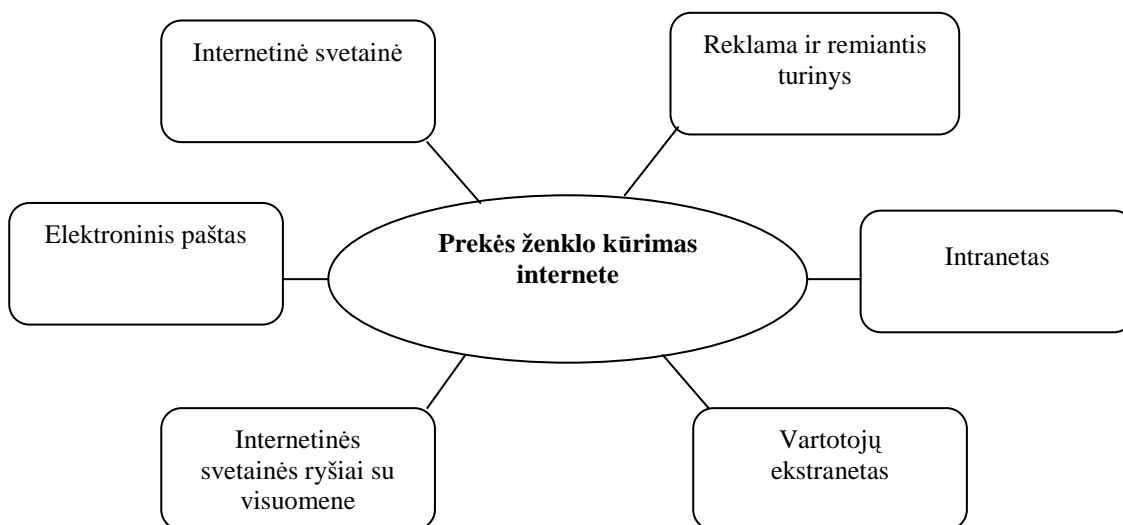 Internetinė svetainė
Reklama ir remiantis
turinys
Elektroninis paštas
Prekės ženklo kūrimas
internete
Intranetas
Internetinės
svetainės ryšiai su
visuomene
Vartotojų
ekstranetas